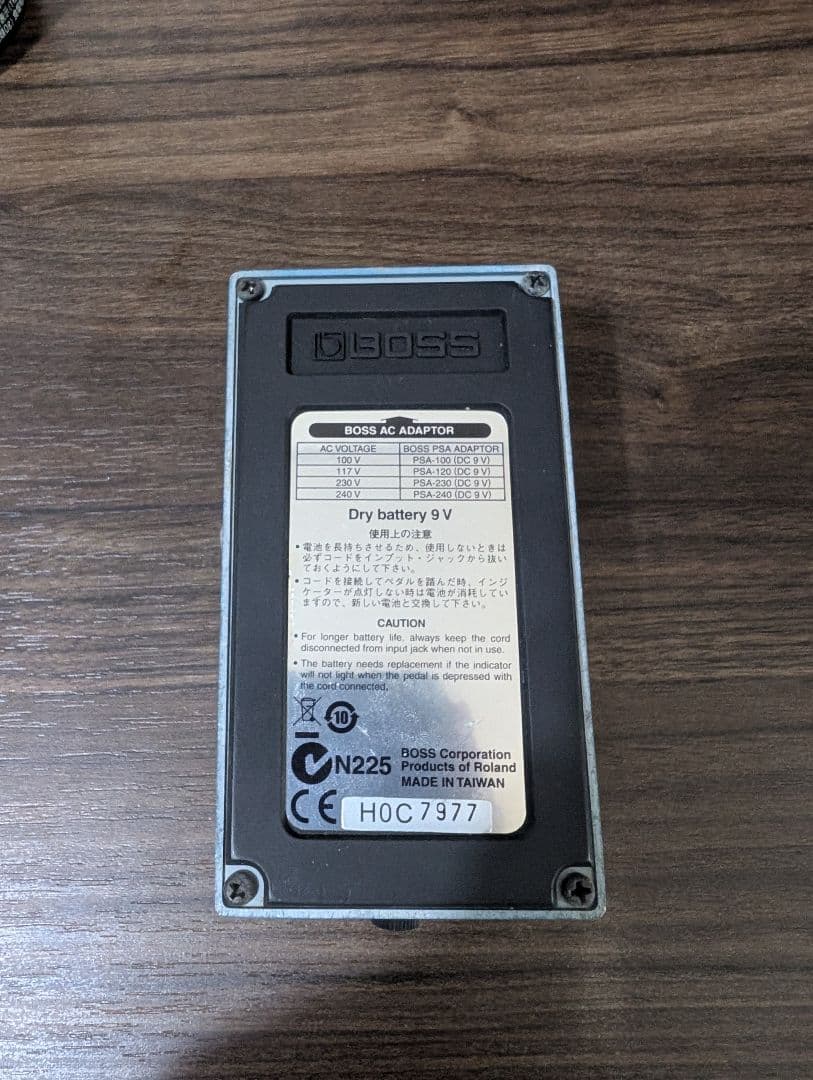 BOSS
BOSS AC ADAPTOR
AC VOLTAGE BOSS PSA ADAPTOR
100 V PSA-100 (DC 9 V)
117 V PSA-120 (DC 9 V)
230 V PSA-230 (DC 9 V)
240 V PSA-240 (DC 9 V)
Dry battery 9 V
使用上の注意
• 電池を長持ちさせるため、使用しないときは
必ずコードをインプット・ジャックから抜い
ておくようにして下さい。
• コードを接続してペダルを踏んだ時、インジ
ケーターが点灯しない時は電池が消耗してい
ますので、新しい電池と交換して下さい。
CAUTION
• For longer battery life, always keep the cord
disconnected from input jack when not in use.
• The battery needs replacement if the indicator
will not light when the pedal is depressed with
the cord connected.
10
N225
BOSS Corporation
Products of Roland
MADE IN TAIWAN
CE
H0C7977